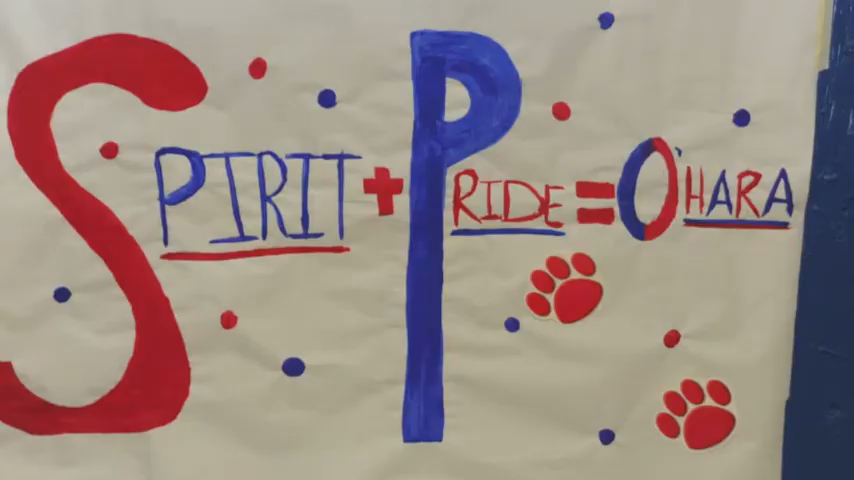 SPIRIT + PRIDE = O'HARA